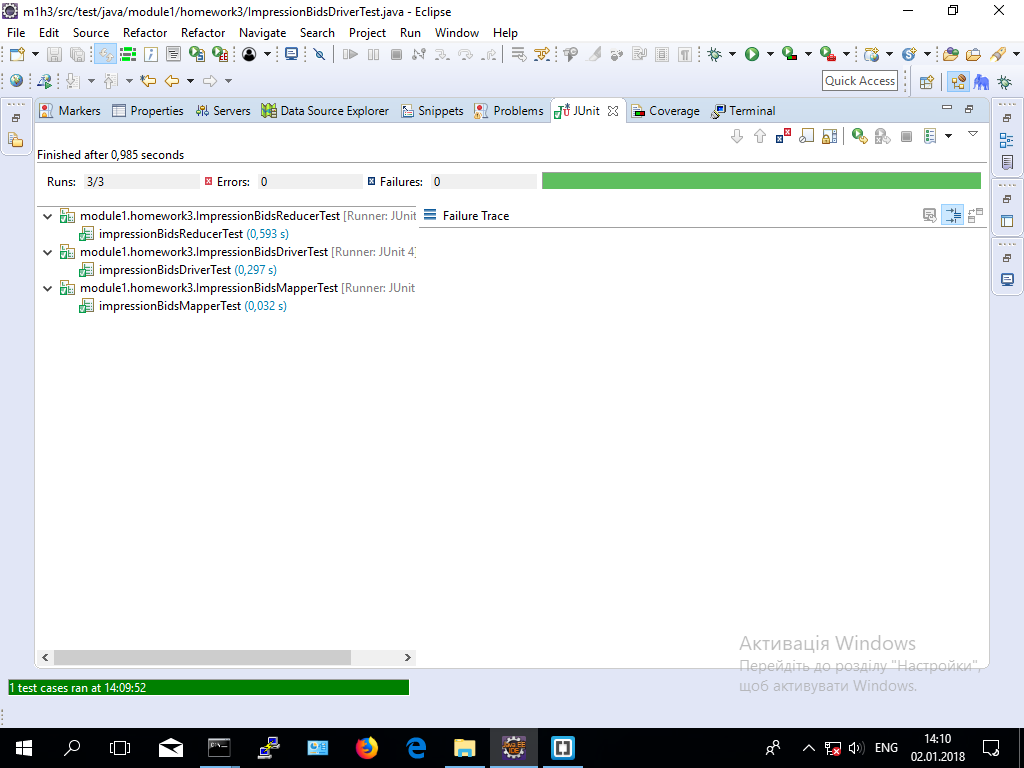 m1h3/src/test/java/module1/homework3/ImpressionBidsDriverTest.java - Eclipse
File Edit Source Refactor Refactor Navigate Search Project Run Window Help
Quick Access
Markers Properties Servers Data Source Explorer Snippets Problems JUnit Coverage Terminal
Finished after 0,985 seconds
Runs: 3/3 Errors: 0 Failures: 0
module1.homework3.ImpressionBidsReducerTest [Runner: JUnit
Failure Trace
impressionBidsReducerTest (0,593 s)
module1.homework3.ImpressionBidsDriverTest [Runner: JUnit 4]
impressionBidsDriverTest (0,297 s)
module1.homework3.ImpressionBidsMapperTest [Runner: JUnit
impressionBidsMapperTest (0,032 s)
Активація Windows
Перейдіть до розділу "Настройки",
щоб активувати Windows.
1 test cases ran at 14:09:52
ENG
14:10
02.01.2018